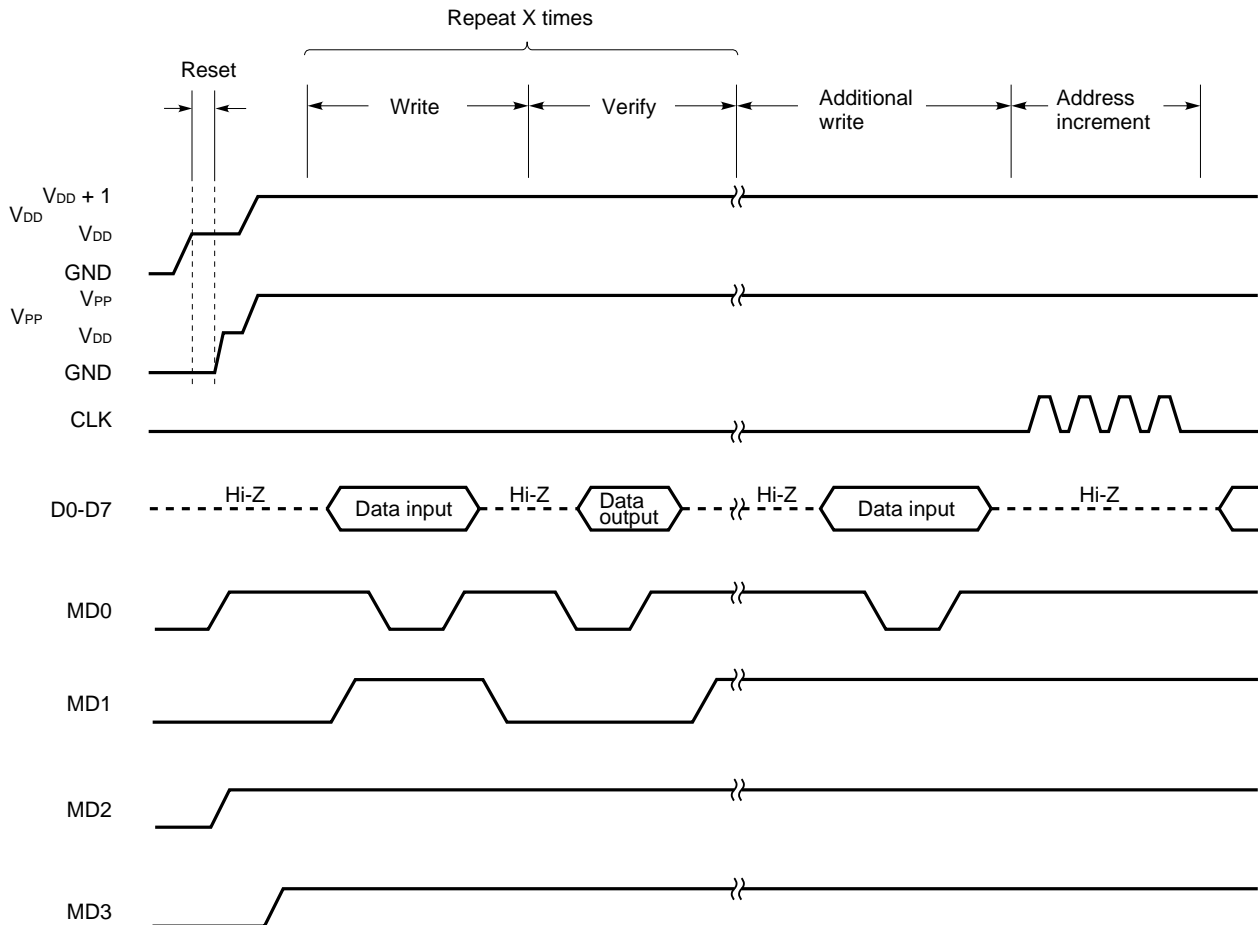 Repeat X times
Reset
Write
Verify
Additional
write
Address
increment
VDD + 1
VDD
VDD
GND
VPP
VPP
VDD
GND
CLK
D0-D7
Hi-Z
Data input
Hi-Z
Data
output
Hi-Z
Data input
Hi-Z
MD0
MD1
MD2
MD3